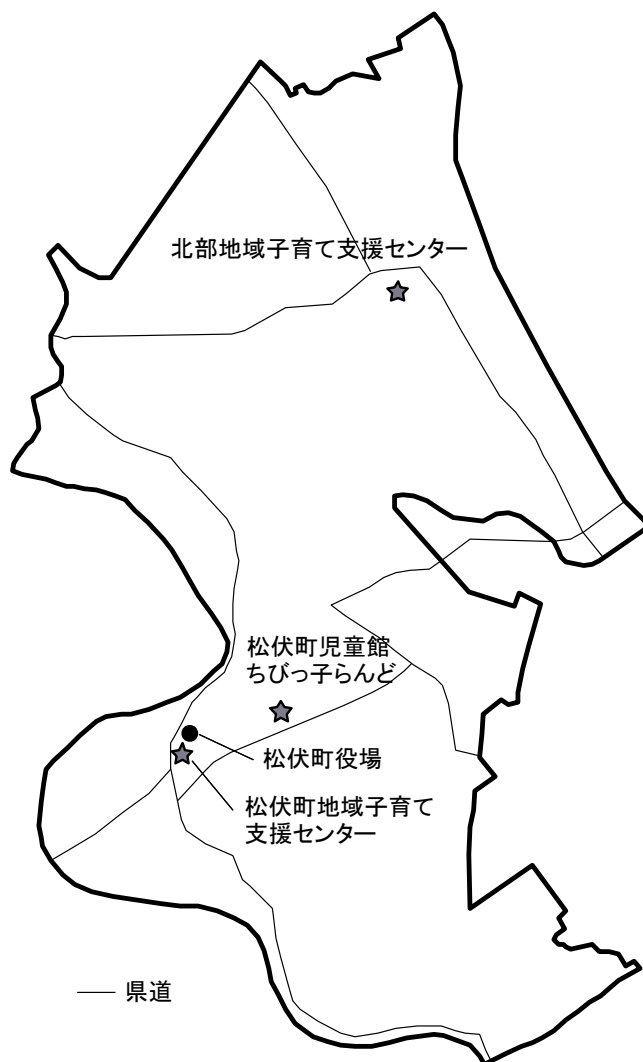 北部地域子育て支援センター
松伏町児童館
ちびっ子らんど
松伏町役場
松伏町地域子育て
支援センター
県道